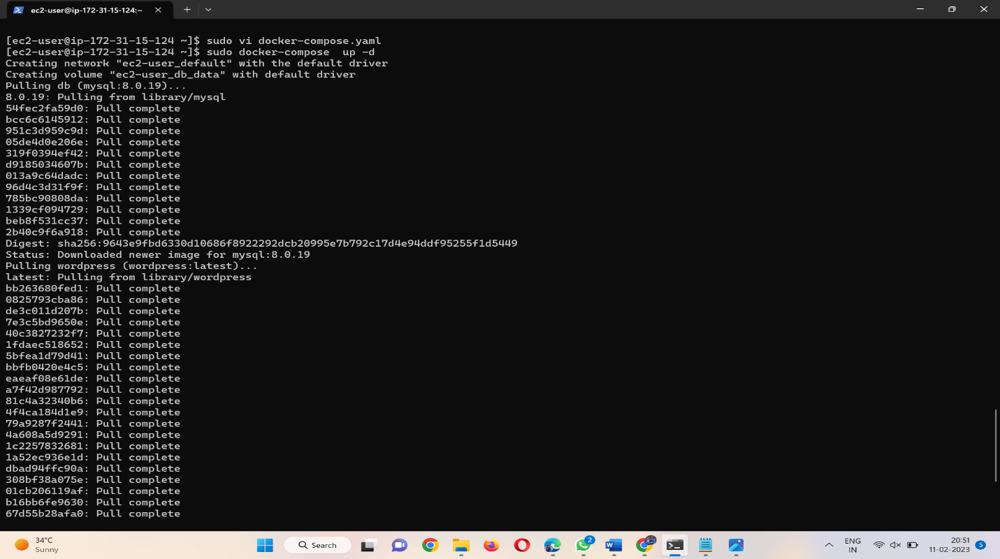 ec2-user@ip-172-31-15-124:~
[ec2-user@ip-172-31-15-124 ~]$ sudo vi docker-compose.yaml
[ec2-user@ip-172-31-15-124 ~]$ sudo docker-compose  up -d
Creating network "ec2-user_default" with the default driver
Creating volume "ec2-user_db_data" with default driver
Pulling db (mysql:8.0.19)...
8.0.19: Pulling from library/mysql
54fec2fa59d0: Pull complete
bcc6c6145912: Pull complete
951c3d959c9d: Pull complete
05de4d0e206e: Pull complete
319f0394ef42: Pull complete
d9185034607b: Pull complete
013a9c64dadc: Pull complete
96d4c3d31f9f: Pull complete
785bc90808da: Pull complete
1339cf094729: Pull complete
beb8f531cc37: Pull complete
2b40c9f6a918: Pull complete
Digest: sha256:9643e9fbd6330d10686f8922292dcb20995e7b792c17d4e94ddf95255f1d5449
Status: Downloaded newer image for mysql:8.0.19
Pulling wordpress (wordpress:latest)...
latest: Pulling from library/wordpress
bb263680fed1: Pull complete
0825793cba86: Pull complete
de3c011d207b: Pull complete
7e3c5bd9650e: Pull complete
40c3827232f7: Pull complete
1fdaec518652: Pull complete
5bfea1d79d41: Pull complete
bbfb0420e4c5: Pull complete
eaeaf08e61de: Pull complete
a7f42d987792: Pull complete
81c4a32340b6: Pull complete
4f4ca184d1e9: Pull complete
79a9287f2441: Pull complete
4a608a5d9291: Pull complete
1c2257832681: Pull complete
1a52ec936e1d: Pull complete
dbad94ffc90a: Pull complete
308bf38a075e: Pull complete
01cb206119af: Pull complete
b16bb6fe9630: Pull complete
67d55b28afa0: Pull complete
34°C
Sunny
Search
2
W
ENG
IN
20:51
11-02-2023
5